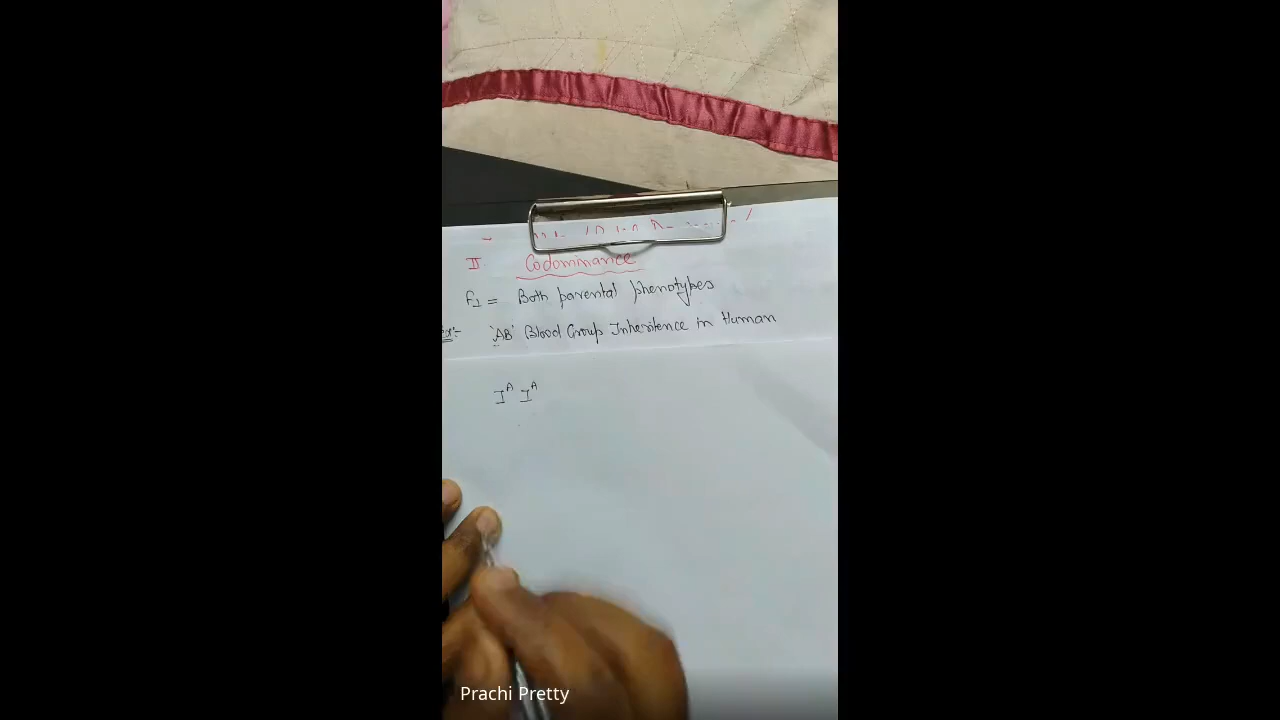 II Codominance
F1 = Both parental phenotypes
Ex:- 'AB' Blood Group Inheritence in Human
I^A I^A
Prachi Pretty